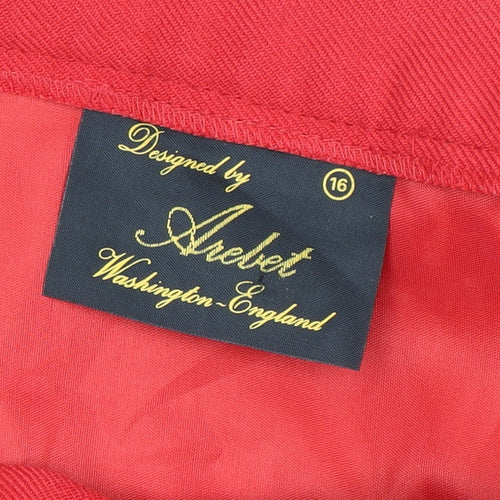 Designed by
16
Arebet
Washington-England